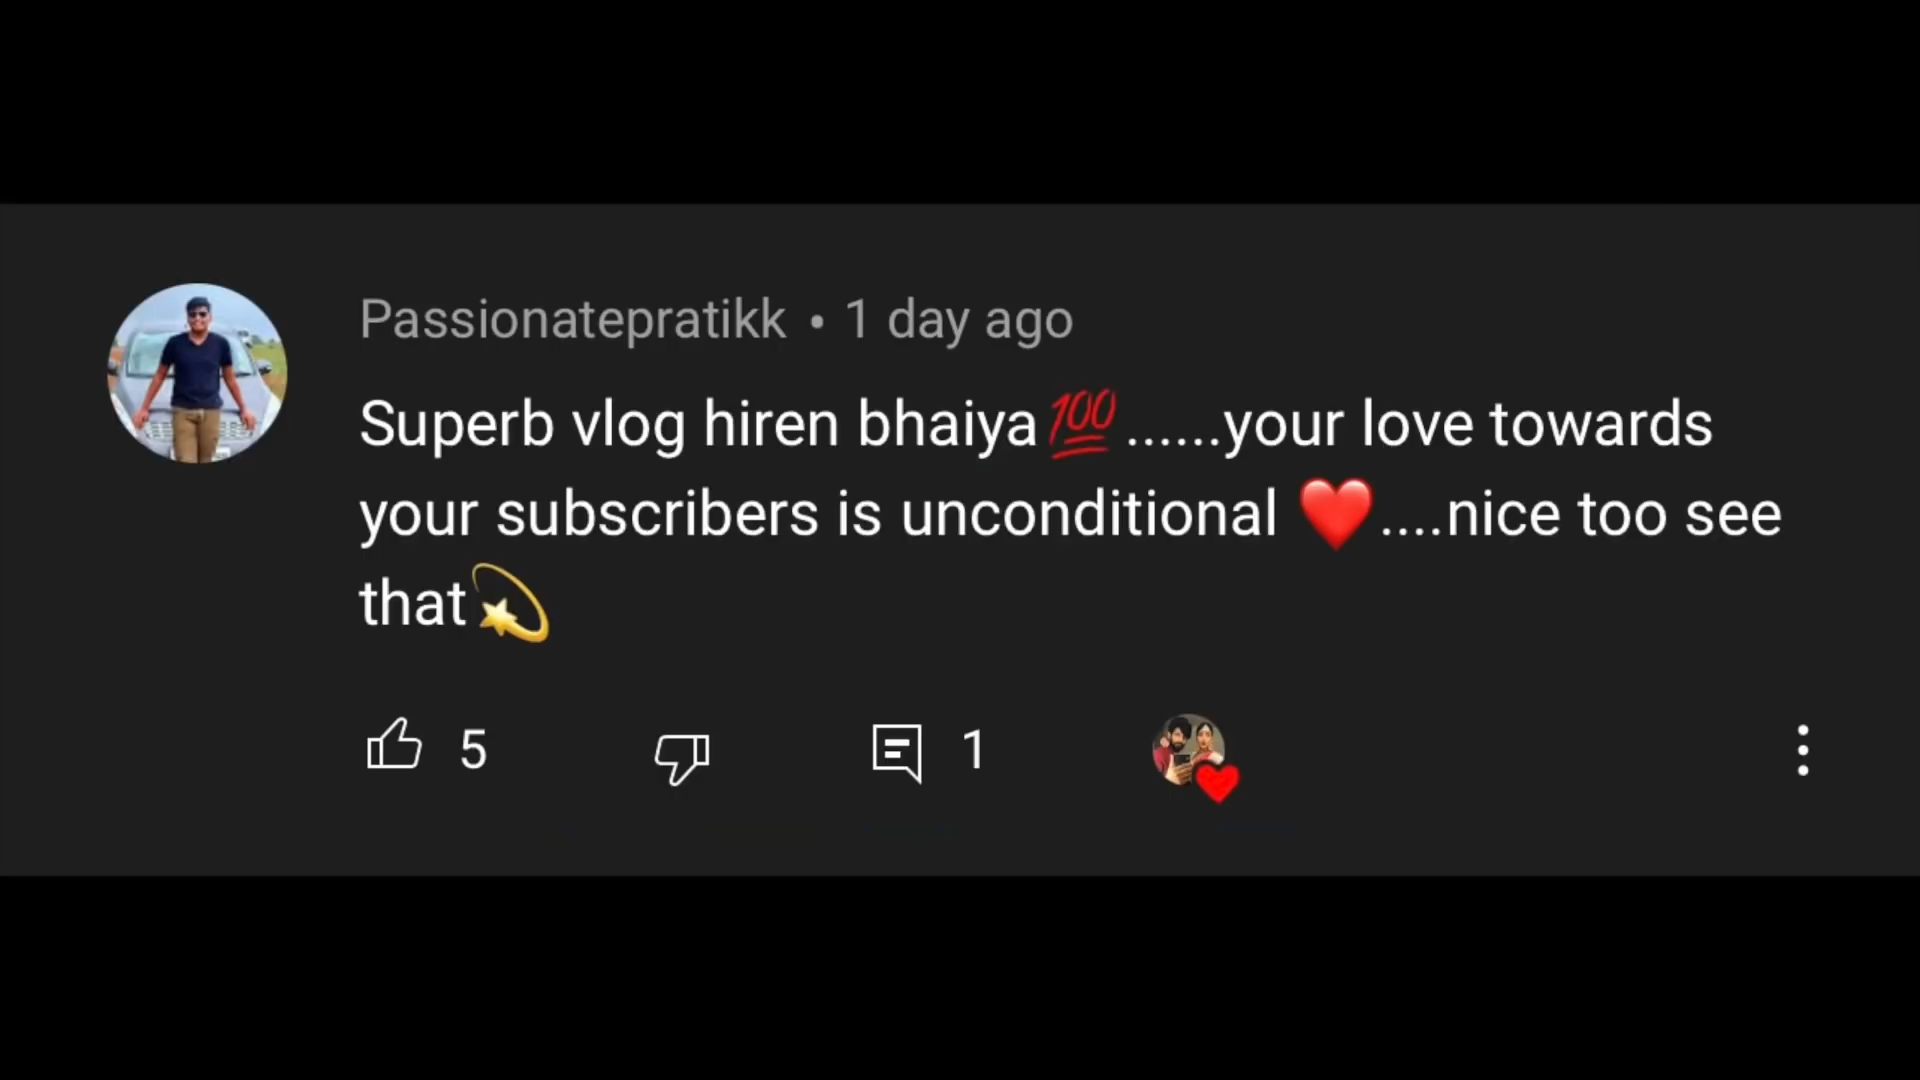 Passionatepratikk • 1 day ago
Superb vlog hiren bhaiya💯......your love towards
your subscribers is unconditional ❤️....nice too see
that💫
5 1